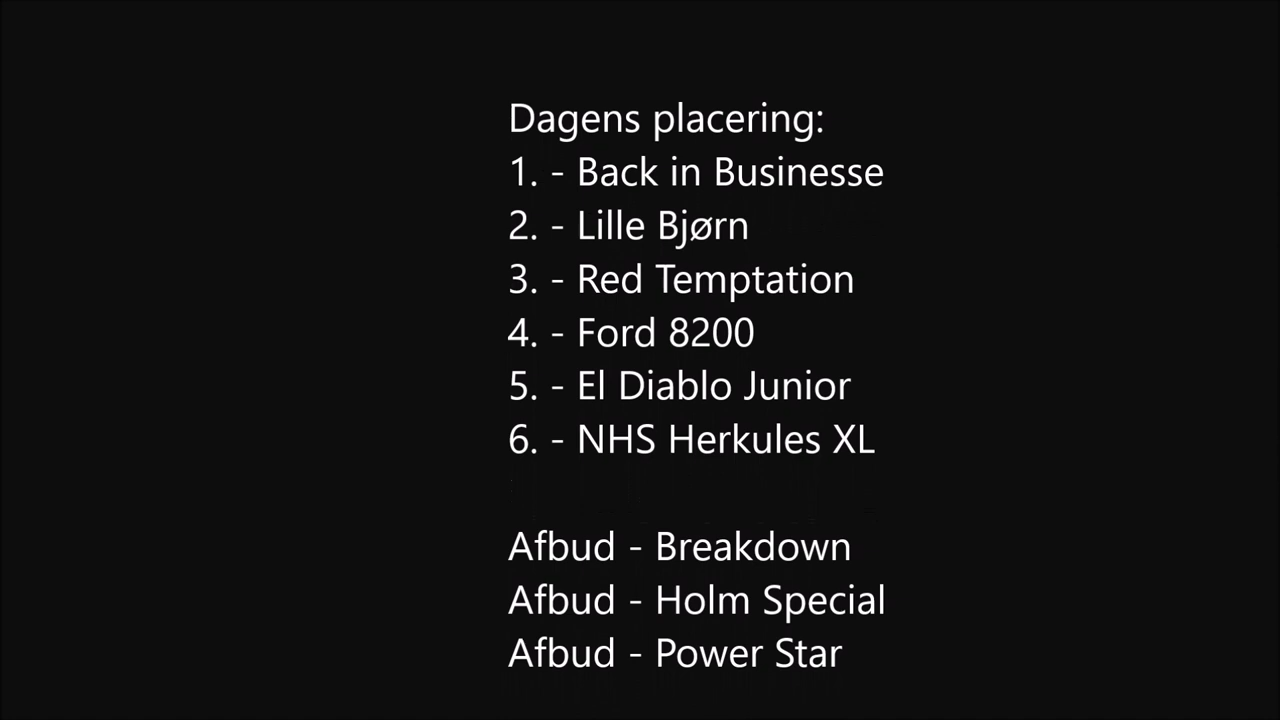 Dagens placering:
1. - Back in Businesse
2. - Lille Bjørn
3. - Red Temptation
4. - Ford 8200
5. - El Diablo Junior
6. - NHS Herkules XL
Afbud - Breakdown
Afbud - Holm Special
Afbud - Power Star